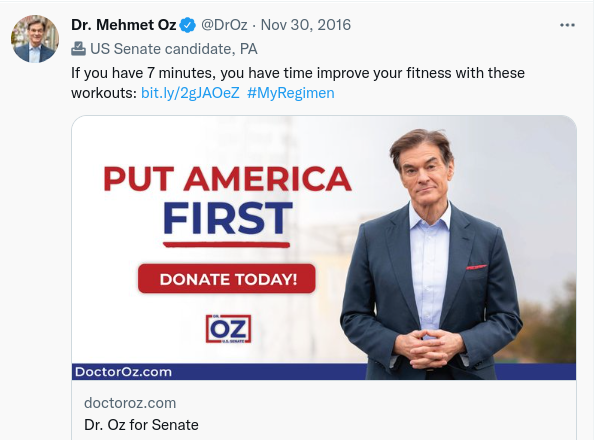 Dr. Mehmet Oz @DrOz · Nov 30, 2016
US Senate candidate, PA
If you have 7 minutes, you have time improve your fitness with these
workouts: bit.ly/2gJAOeZ #MyRegimen
PUT AMERICA
FIRST
DONATE TODAY!
DR.
OZ
U.S. SENATE
DoctorOz.com
doctoroz.com
Dr. Oz for Senate